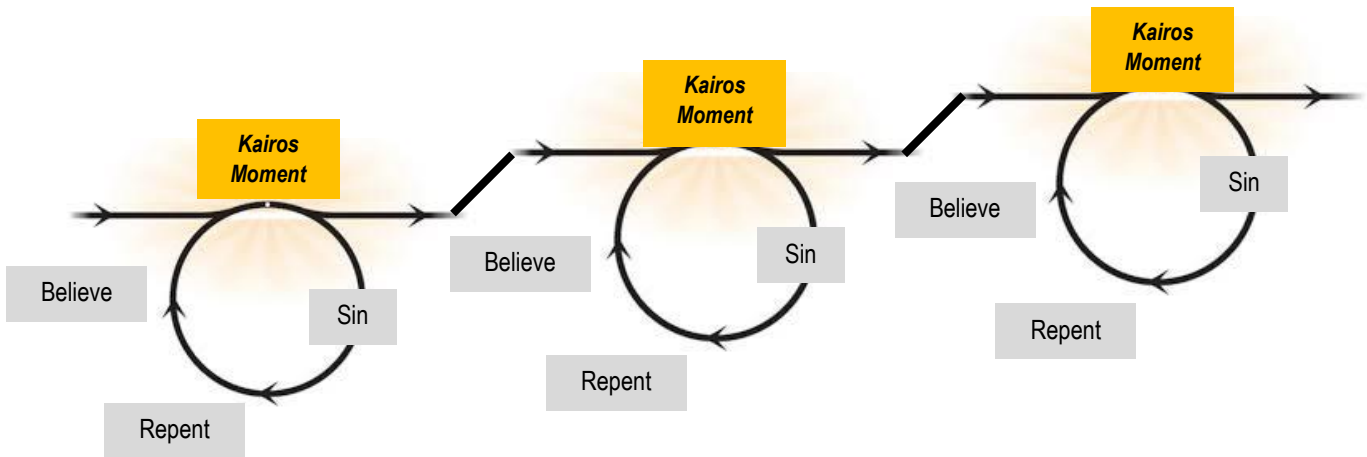 Kairos
Moment
Believe
Sin
Repent
Kairos
Moment
Believe
Sin
Repent
Kairos
Moment
Believe
Sin
Repent